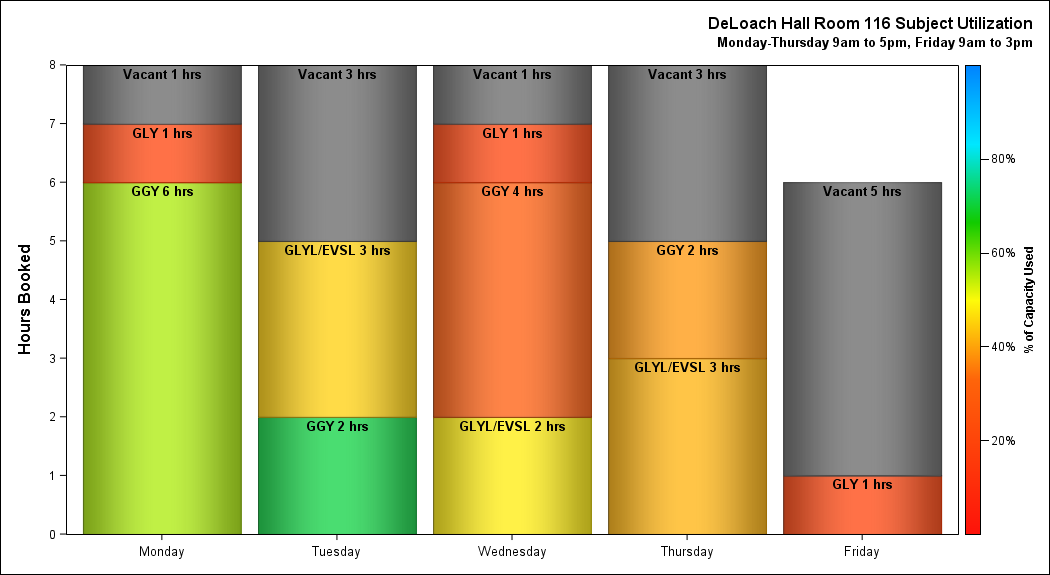 DeLoach Hall Room 116 Subject Utilization
Monday-Thursday 9am to 5pm, Friday 9am to 3pm
Hours Booked
8
7
6
5
4
3
2
1
0
Vacant 1 hrs
GLY 1 hrs
GGY 6 hrs
Vacant 3 hrs
GLYL/EVSL 3 hrs
GGY 2 hrs
Vacant 1 hrs
GLY 1 hrs
GGY 4 hrs
GLYL/EVSL 2 hrs
Vacant 3 hrs
GGY 2 hrs
GLYL/EVSL 3 hrs
Vacant 5 hrs
GLY 1 hrs
Monday
Tuesday
Wednesday
Thursday
Friday
80%
60%
40%
20%
% of Capacity Used